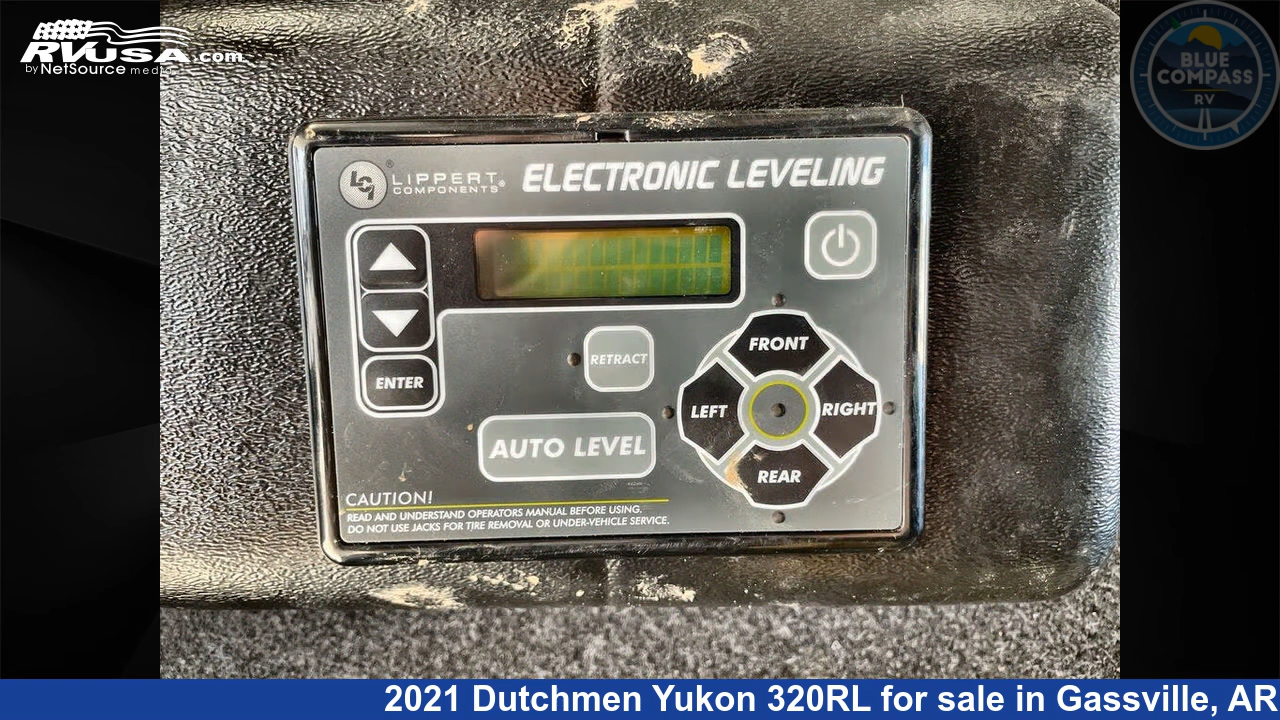 RVUSA.com
by NetSource media
BLUE
COMPASS
RV
LCI
LIPPERT
COMPONENTS®
®
ELECTRONIC LEVELING
ENTER
RETRACT
AUTO LEVEL
FRONT
LEFT
RIGHT
REAR
CAUTION!
READ AND UNDERSTAND OPERATORS MANUAL BEFORE USING.
DO NOT USE JACKS FOR TIRE REMOVAL OR UNDER-VEHICLE SERVICE.
2021 Dutchmen Yukon 320RL for sale in Gassville, AR